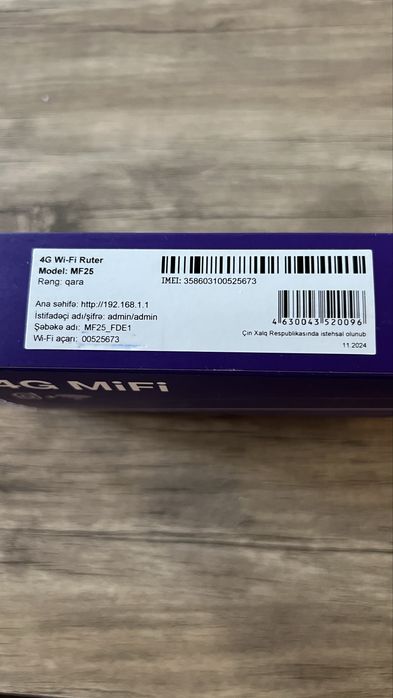 4G Wi-Fi Ruter
Model: MF25
Rəng: qara
IMEI: 358603100525673
Ana səhifə: http://192.168.1.1
İstifadəçi adı/şifrə: admin/admin
Şəbəkə adı: MF25_FDE1
Wi-Fi açarı: 00525673
4 630043 520096
Çin Xalq Respublikasında istehsal olunub
11.2024
4G MiFi